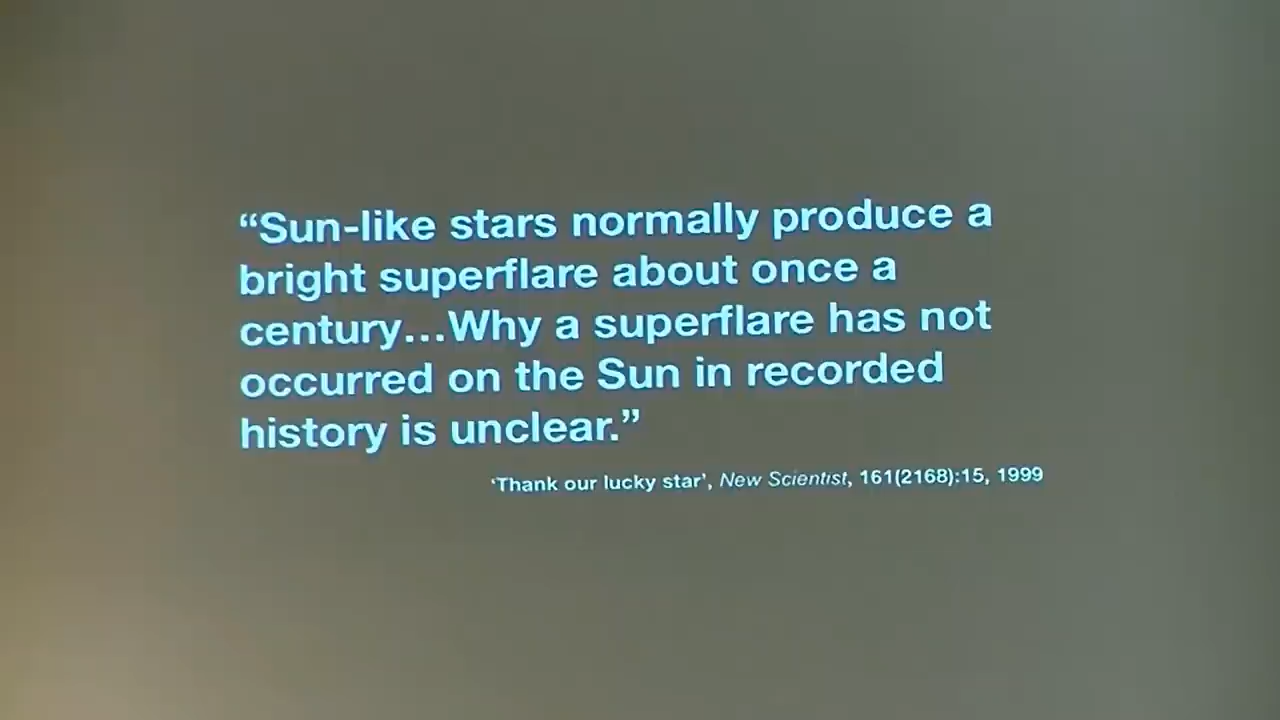 “Sun-like stars normally produce a
bright superflare about once a
century...Why a superflare has not
occurred on the Sun in recorded
history is unclear.”
‘Thank our lucky star’, New Scientist, 161(2168):15, 1999